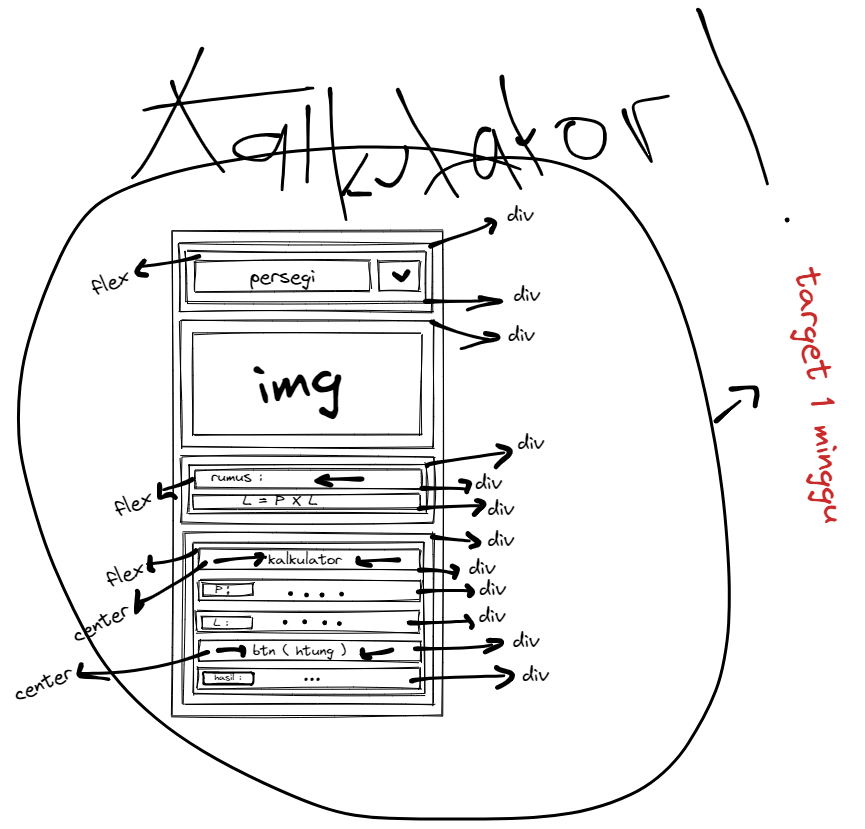 Kalkulator !
div
flex
persegi
div
div
img
div
rumus :
div
flex
L = P X L
div
div
flex
kalkulator
div
P :
. . . .
div
center
L :
. . . .
div
btn ( htung )
div
center
hasil :
...
div
target 1 minggu